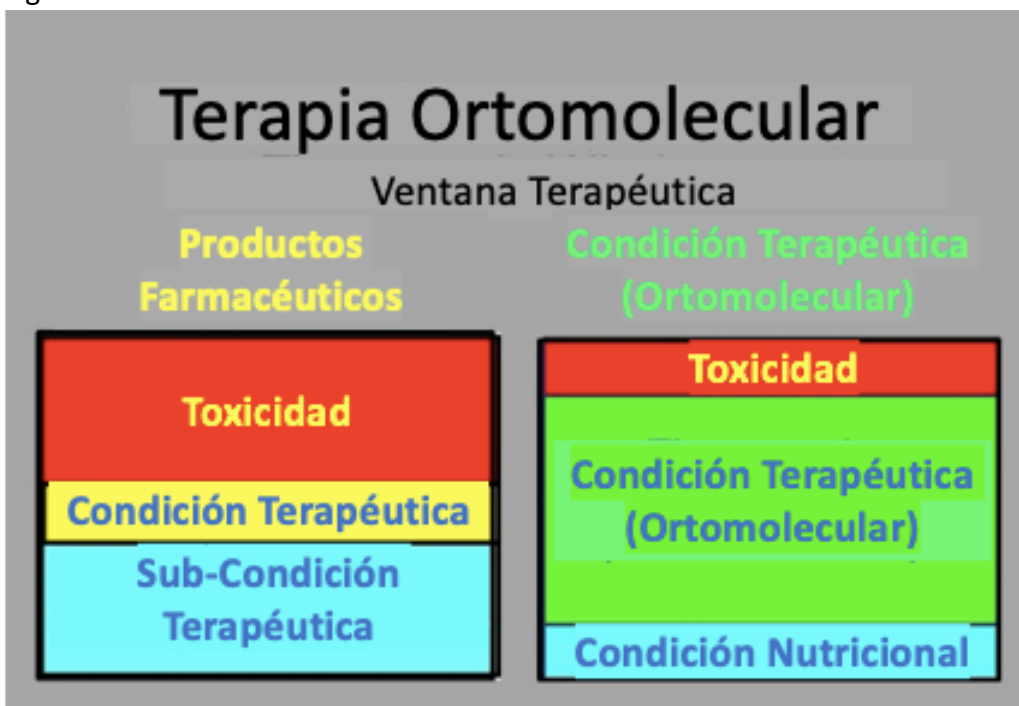 Terapia Ortomolecular
Ventana Terapéutica
Productos
Farmacéuticos
Condición Terapéutica
(Ortomolecular)
Toxicidad
Condición Terapéutica
Sub-Condición
Terapéutica
Toxicidad
Condición Terapéutica
(Ortomolecular)
Condición Nutricional